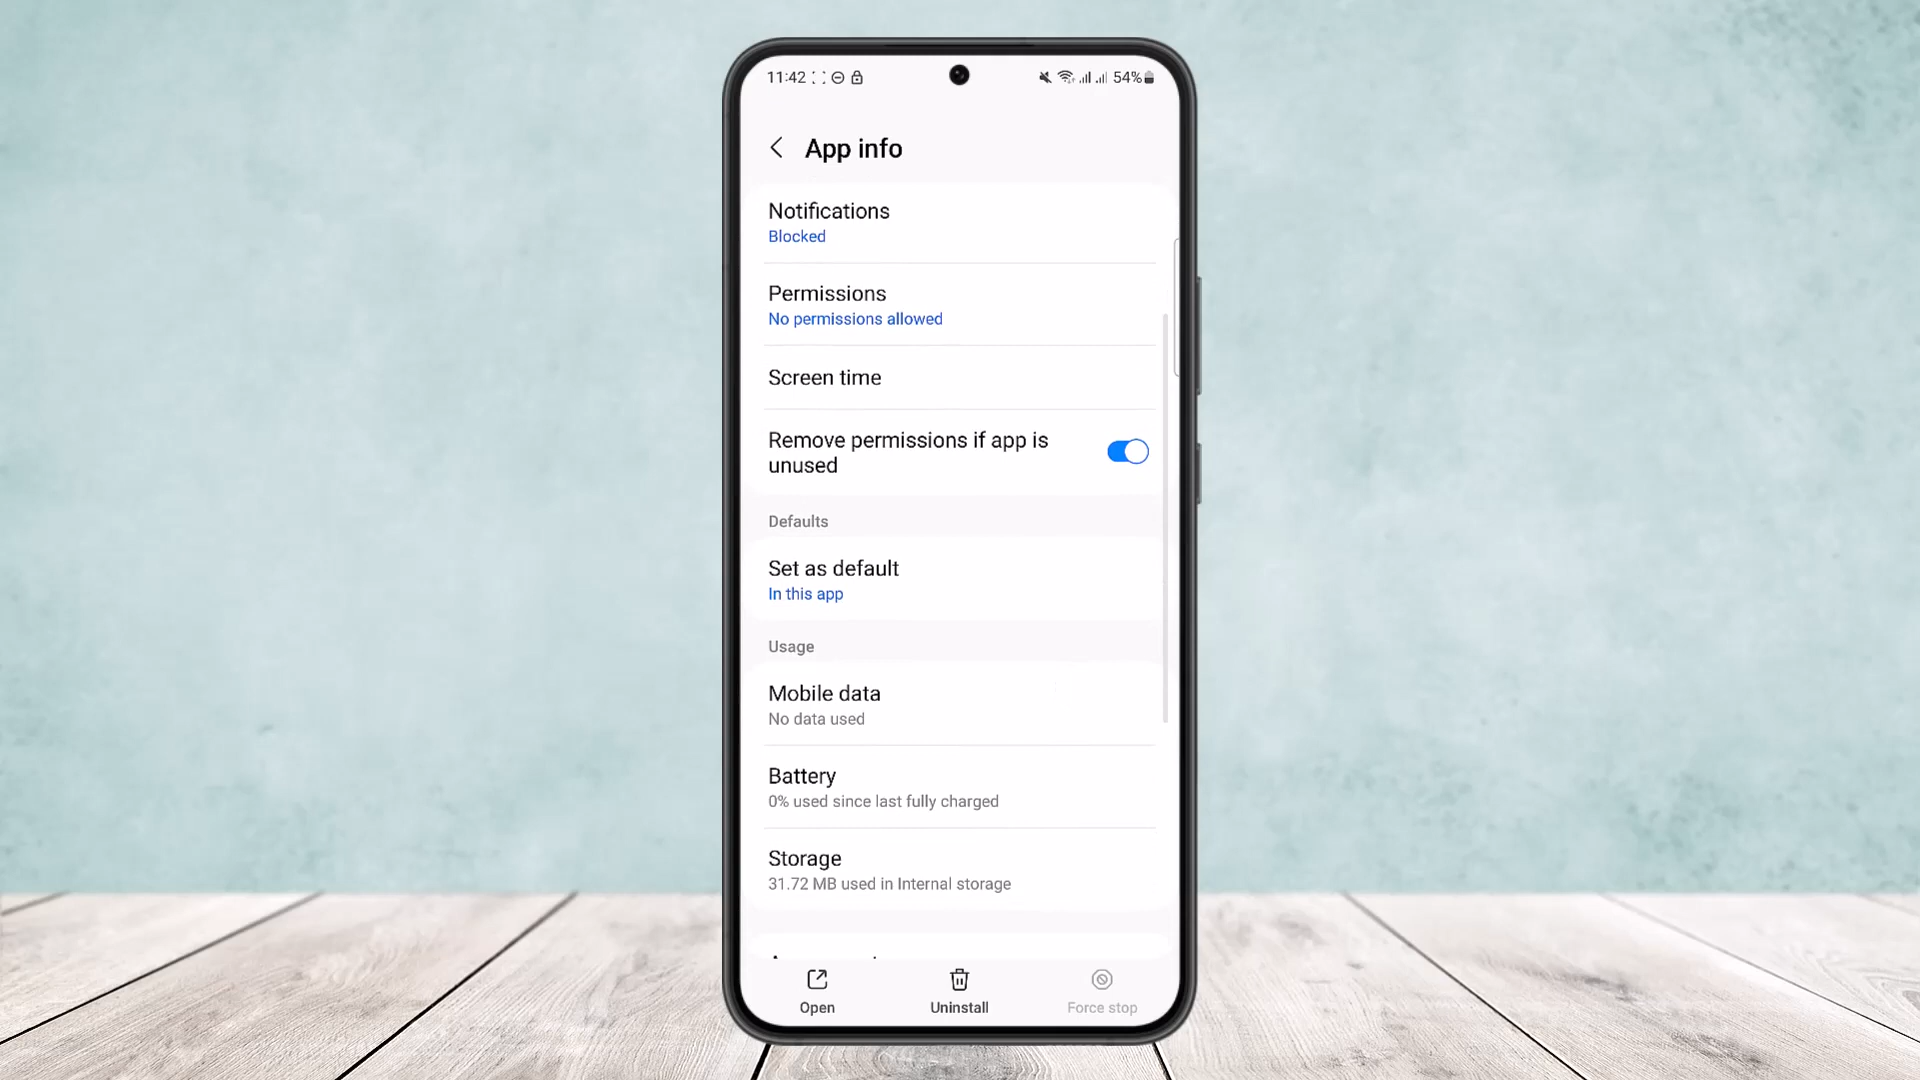 11:42 54%
App info
Notifications
Blocked
Permissions
No permissions allowed
Screen time
Remove permissions if app is
unused
Defaults
Set as default
In this app
Usage
Mobile data
No data used
Battery
0% used since last fully charged
Storage
31.72 MB used in Internal storage
Open Uninstall Force stop